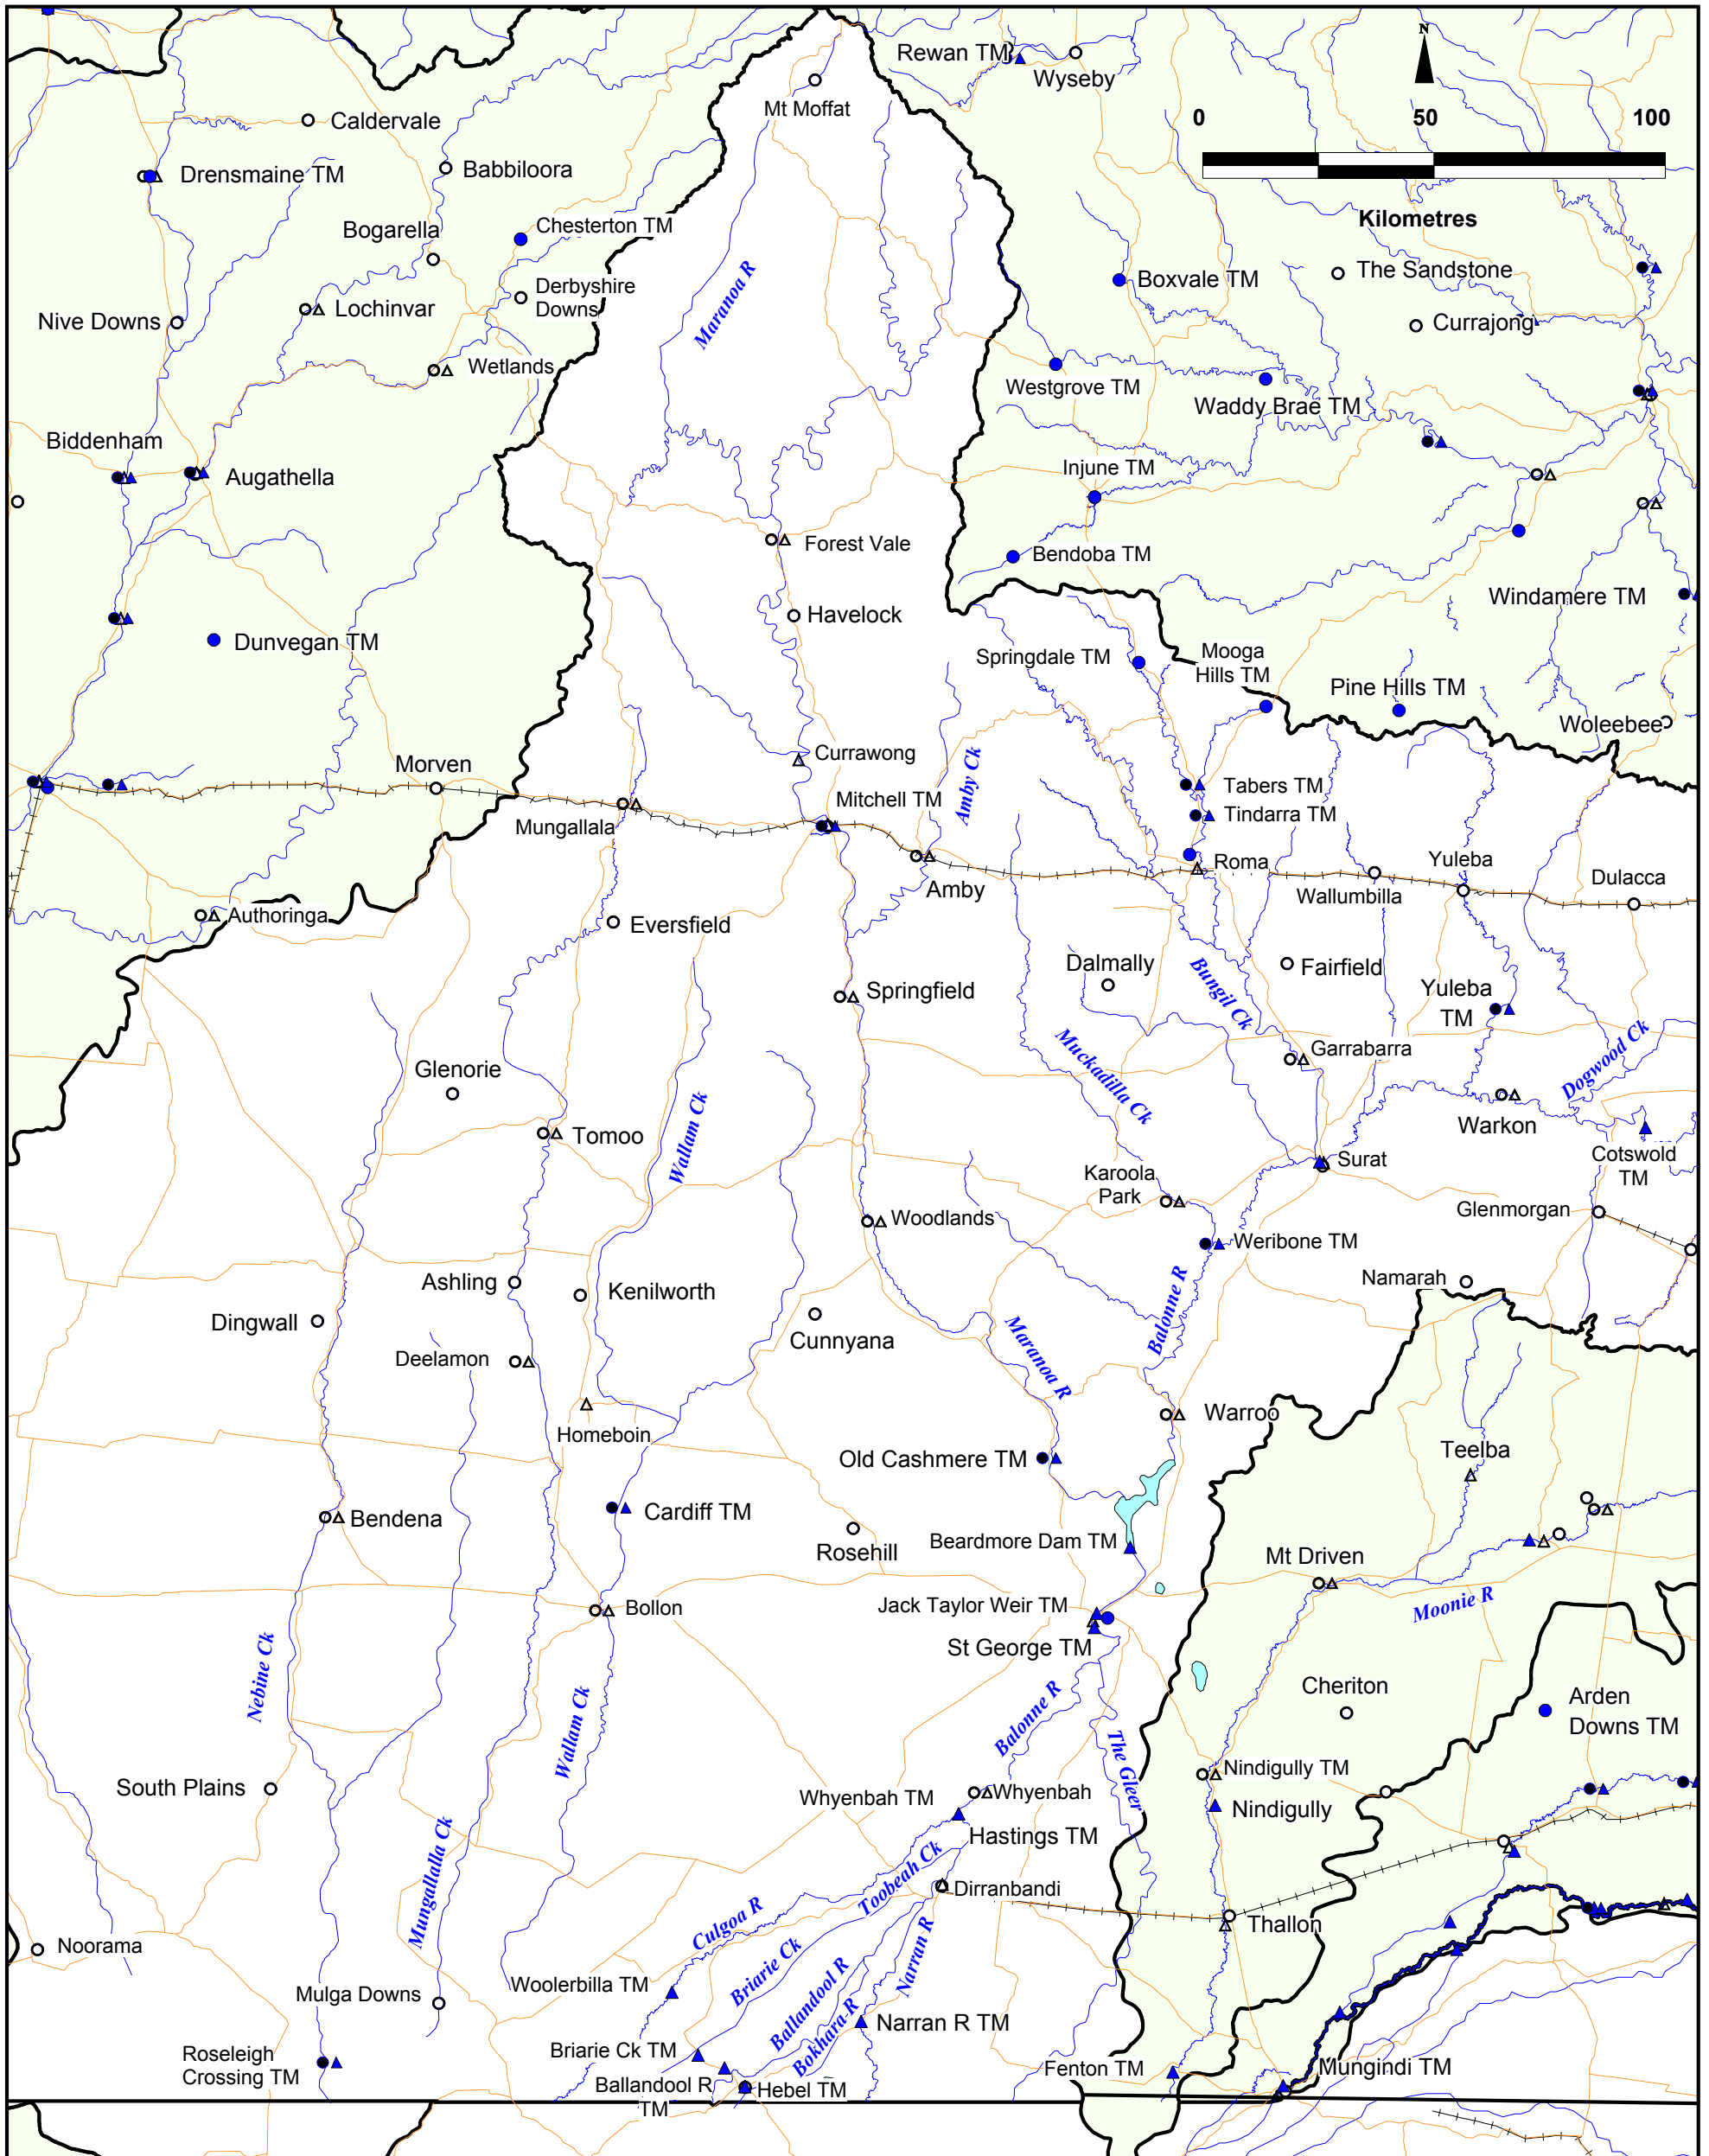 N
Rewan TM
Wyseby
Mt Moffat
0 50 100
Kilometres
Caldervale
Drensmaine TM
Babbiloora
Bogarella
Chesterton TM
Derbyshire
Downs
Lochinvar
Nive Downs
Wetlands
Maranoa R
Boxvale TM
The Sandstone
Currajong
Westgrove TM
Waddy Brae TM
Biddenham
Augathella
Injune TM
Bendoba TM
Forest Vale
Havelock
Windamere TM
Dunvegan TM
Springdale TM
Mooga
Hills TM
Pine Hills TM
Woleebee
Morven
Currawong
Amby Ck
Mitchell TM
Mungallala
Tabers TM
Tindarra TM
Roma
Amby
Wallumbilla
Yuleba
Dulacca
Authoringa
Eversfield
Dalmally
Bungil Ck
Fairfield
Springfield
Yuleba
TM
Muckadilla Ck
Garrabarra
Dogwood Ck
Glenorie
Wallam Ck
Tomoo
Warkon
Cotswold
TM
Surat
Karoola
Park
Woodlands
Glenmorgan
Weribone TM
Namarah
Ashling
Kenilworth
Dingwall
Cunnyana
Balonne R
Maranoa R
Deelamon
Homeboin
Warroo
Teelba
Old Cashmere TM
Bendena
Cardiff TM
Rosehill
Beardmore Dam TM
Mt Driven
Moonie R
Bollon
Jack Taylor Weir TM
St George TM
Nebine Ck
Wallam Ck
Balonne R
The Gleer
Cheriton
Arden
Downs TM
South Plains
Nindigully TM
Whyenbah
Whyenbah TM
Nindigully
Hastings TM
Mungallalla Ck
Toobeah Ck
Culgoa R
Dirranbandi
Thallon
Noorama
Briarie Ck
Narran R
Ballandool R
Woolerbilla TM
Mulga Downs
Bokhara R
Narran R TM
Roseleigh
Crossing TM
Briarie Ck TM
Fenton TM
Mungindi TM
Ballandool R
TM
Hebel TM